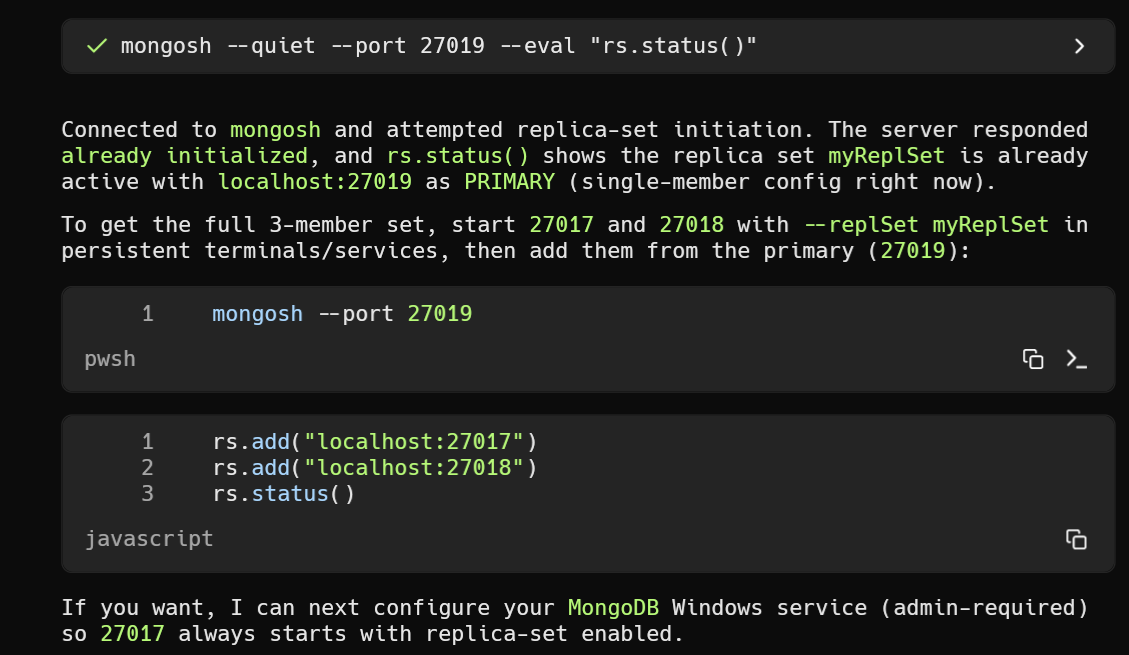 mongosh --quiet --port 27019 --eval "rs.status()"
Connected to mongosh and attempted replica-set initiation. The server responded
already initialized, and rs.status() shows the replica set myReplSet is already
active with localhost:27019 as PRIMARY (single-member config right now).
To get the full 3-member set, start 27017 and 27018 with --replSet myReplSet in
persistent terminals/services, then add them from the primary (27019):
1 mongosh --port 27019
pwsh
1 rs.add("localhost:27017")
2 rs.add("localhost:27018")
3 rs.status()
javascript
If you want, I can next configure your MongoDB Windows service (admin-required)
so 27017 always starts with replica-set enabled.